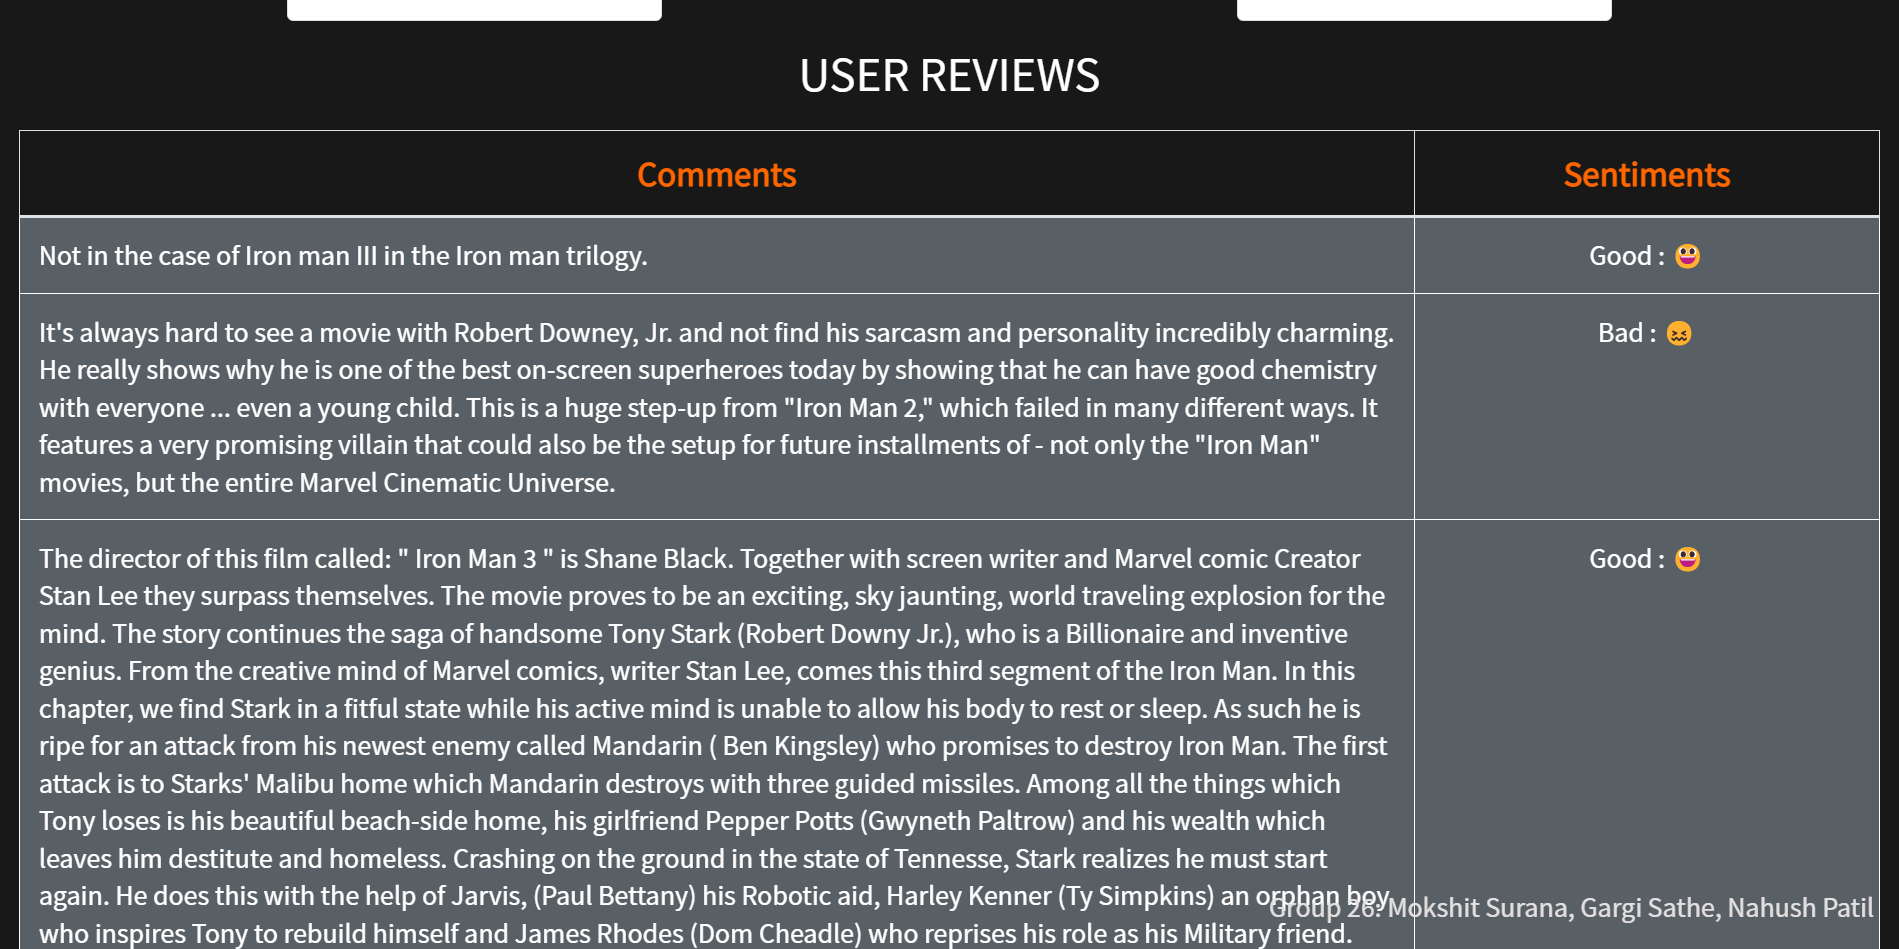 USER REVIEWS
Comments
Sentiments
Not in the case of Iron man III in the Iron man trilogy.
Good :
It's always hard to see a movie with Robert Downey, Jr. and not find his sarcasm and personality incredibly charming.
He really shows why he is one of the best on-screen superheroes today by showing that he can have good chemistry
with everyone ... even a young child. This is a huge step-up from "Iron Man 2," which failed in many different ways. It
features a very promising villain that could also be the setup for future installments of - not only the "Iron Man"
movies, but the entire Marvel Cinematic Universe.
Bad :
The director of this film called: " Iron Man 3 " is Shane Black. Together with screen writer and Marvel comic Creator
Stan Lee they surpass themselves. The movie proves to be an exciting, sky jaunting, world traveling explosion for the
mind. The story continues the saga of handsome Tony Stark (Robert Downy Jr.), who is a Billionaire and inventive
genius. From the creative mind of Marvel comics, writer Stan Lee, comes this third segment of the Iron Man. In this
chapter, we find Stark in a fitful state while his active mind is unable to allow his body to rest or sleep. As such he is
ripe for an attack from his newest enemy called Mandarin ( Ben Kingsley) who promises to destroy Iron Man. The first
attack is to Starks' Malibu home which Mandarin destroys with three guided missiles. Among all the things which
Tony loses is his beautiful beach-side home, his girlfriend Pepper Potts (Gwyneth Paltrow) and his wealth which
leaves him destitute and homeless. Crashing on the ground in the state of Tennesse, Stark realizes he must start
again. He does this with the help of Jarvis, (Paul Bettany) his Robotic aid, Harley Kenner (Ty Simpkins) an orphan boy
who inspires Tony to rebuild himself and James Rhodes (Dom Cheadle) who reprises his role as his Military friend.
Good :
Group 26: Mokshit Surana, Gargi Sathe, Nahush Patil